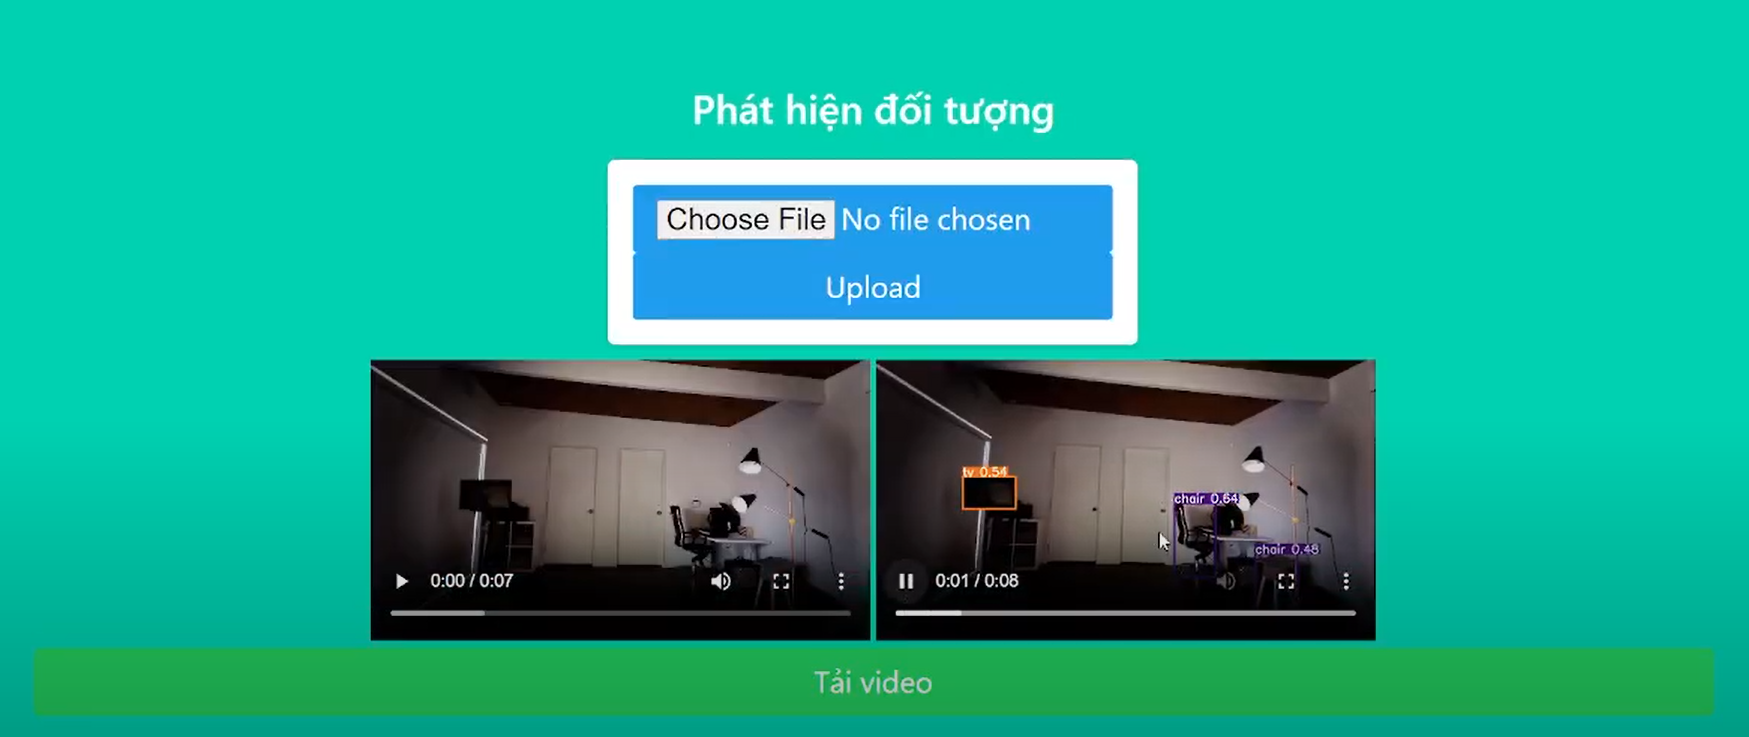 Phát hiện đối tượng
Choose File No file chosen
Upload
tv 0.54
chair 0.64
chair 0.48
0:00 / 0:07
0:01 / 0:08
Tải video